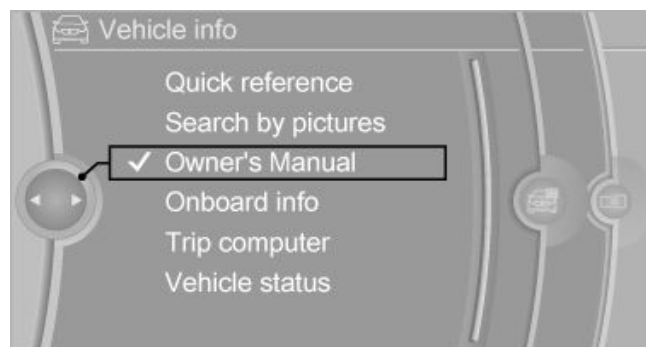 Vehicle info
Quick reference
Search by pictures
Owner's Manual
Onboard info
Trip computer
Vehicle status